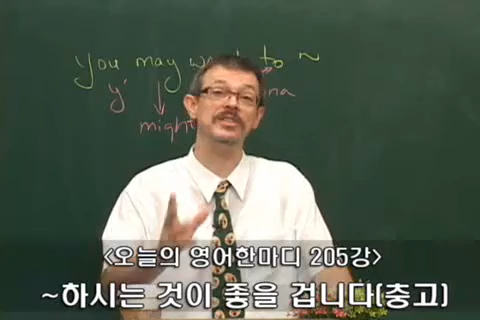 you may want to ~
y'
might
<오늘의 영어한마디 205강>
~하시는 것이 좋을 겁니다(충고)